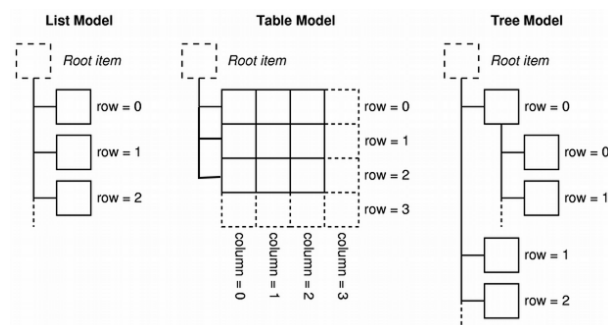 List Model
Root item
row = 0
row = 1
row = 2
Table Model
Root item
row = 0
row = 1
row = 2
row = 3
column = 0
column = 1
column = 2
column = 3
Tree Model
Root item
row = 0
row = 0
row = 1
row = 1
row = 2